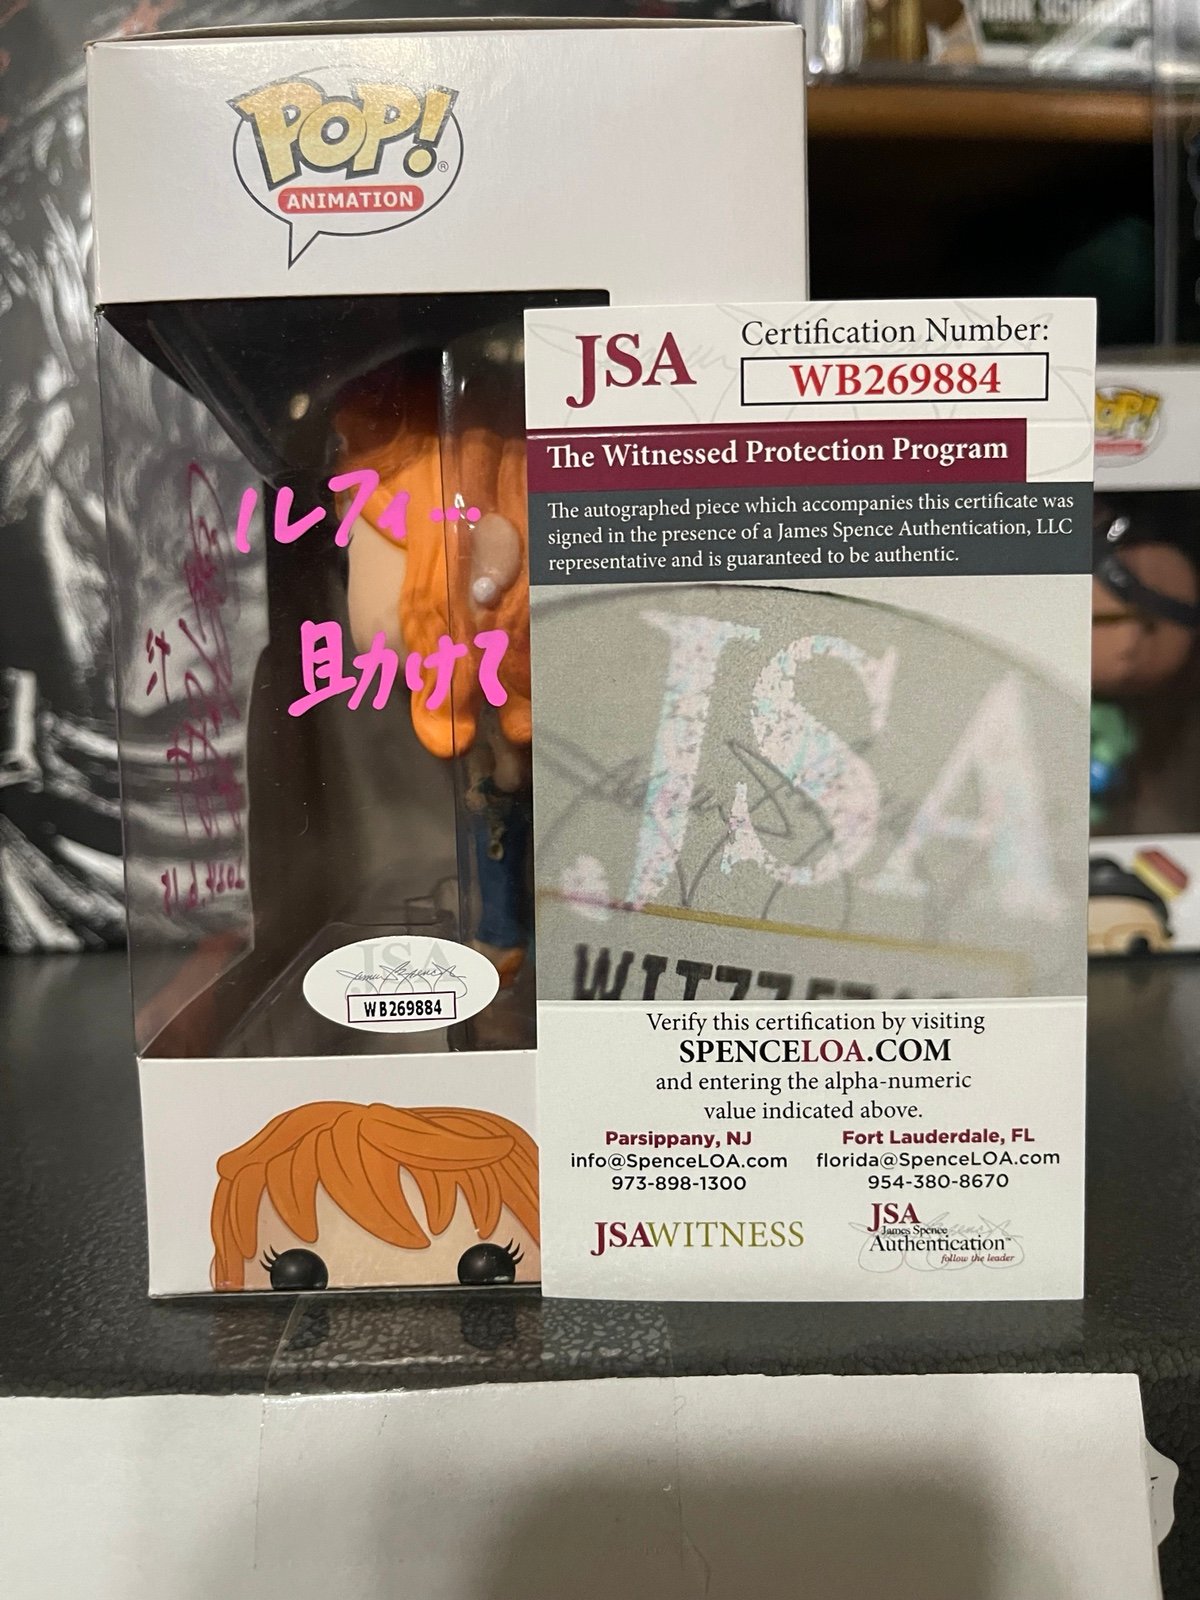 POP!
ANIMATION
ルフィ…
助けて
JSA
WB269884
JSA
Certification Number:
WB269884
The Witnessed Protection Program
The autographed piece which accompanies this certificate was
signed in the presence of a James Spence Authentication, LLC
representative and is guaranteed to be authentic.
JSA
Verify this certification by visiting
SPENCELOA.COM
and entering the alpha-numeric
value indicated above.
Parsippany, NJ
info@SpenceLOA.com
973-898-1300
Fort Lauderdale, FL
florida@SpenceLOA.com
954-380-8670
JSAWITNESS
JSA
James Spence
Authentication™
follow the leader
POP!